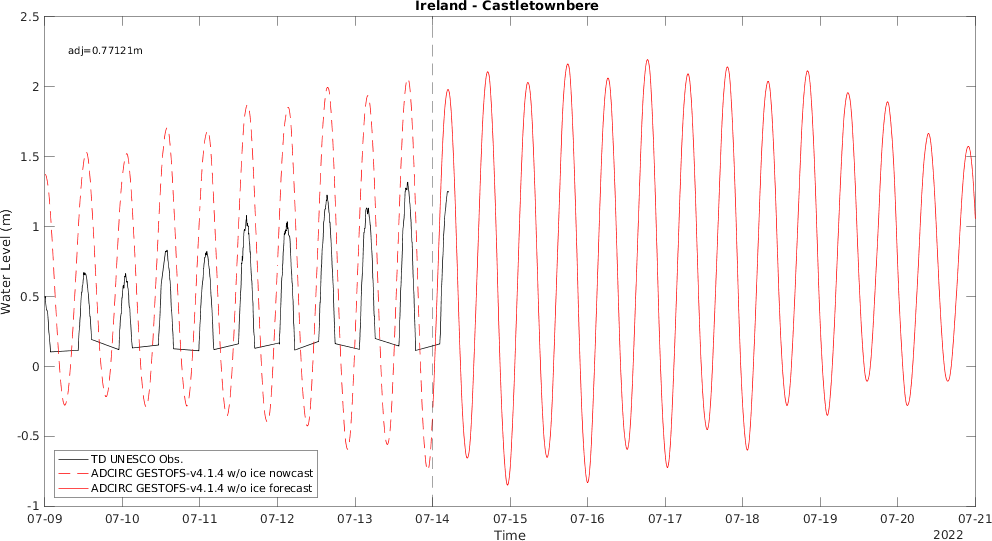 Ireland - Castletownbere
adj=0.77121m
2.5
2
1.5
1
0.5
0
-0.5
-1
Water Level (m)
TD UNESCO Obs.
ADCIRC GESTOFS-v4.1.4 w/o ice nowcast
ADCIRC GESTOFS-v4.1.4 w/o ice forecast
07-09 07-10 07-11 07-12 07-13 07-14 07-15 07-16 07-17 07-18 07-19 07-20 07-21
Time
2022